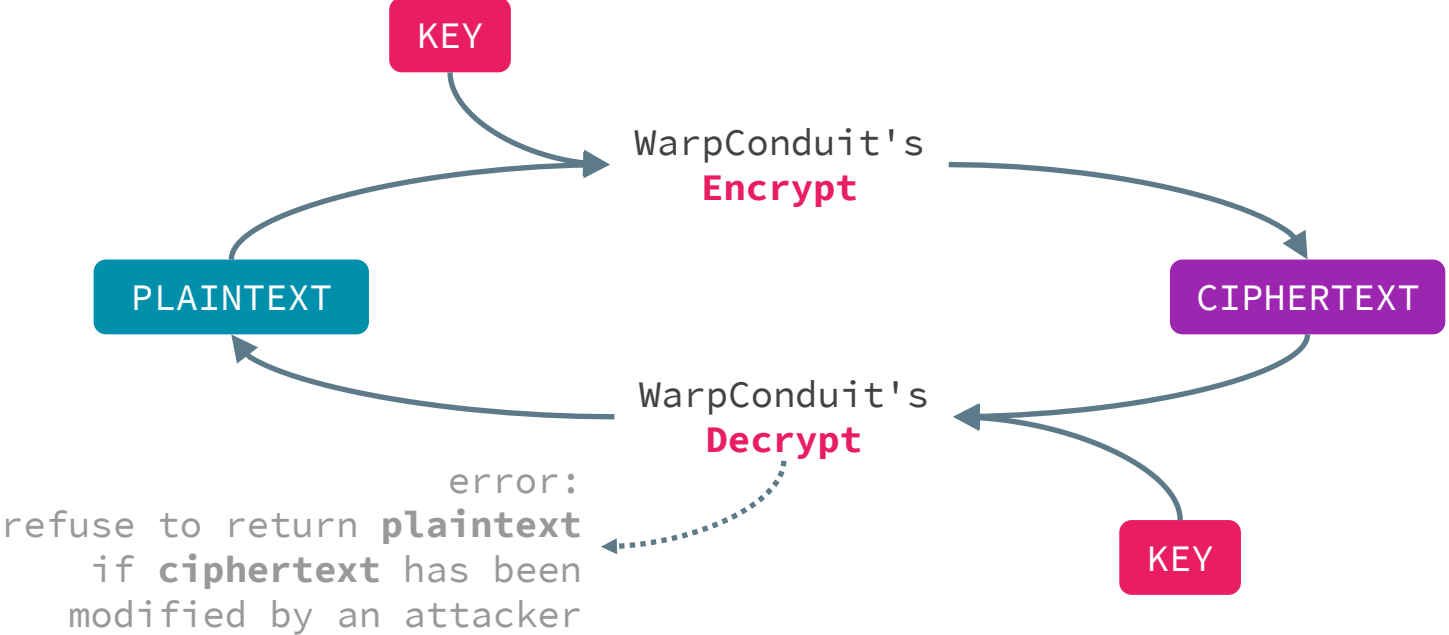 KEY
WarpConduit's
Encrypt
PLAINTEXT
CIPHERTEXT
WarpConduit's
Decrypt
error:
refuse to return plaintext
if ciphertext has been
modified by an attacker
KEY